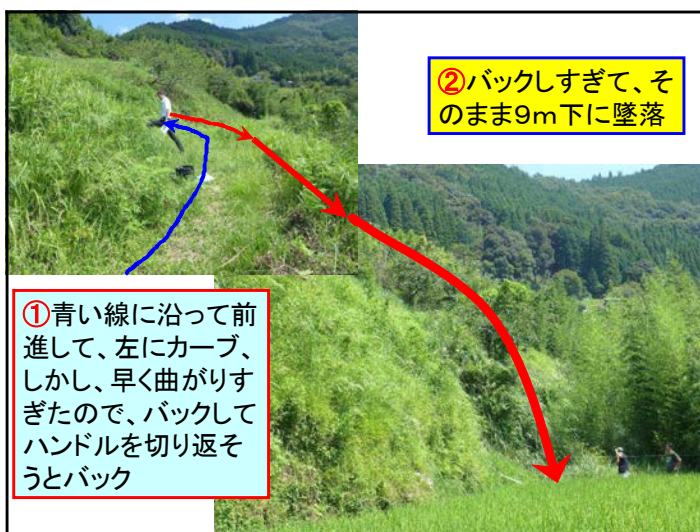 ②バックしすぎて、そ
のまま9m下に墜落
①青い線に沿って前
進して、左にカーブ、
しかし、早く曲がりす
ぎたので、バックして
ハンドルを切り返そ
うとバック